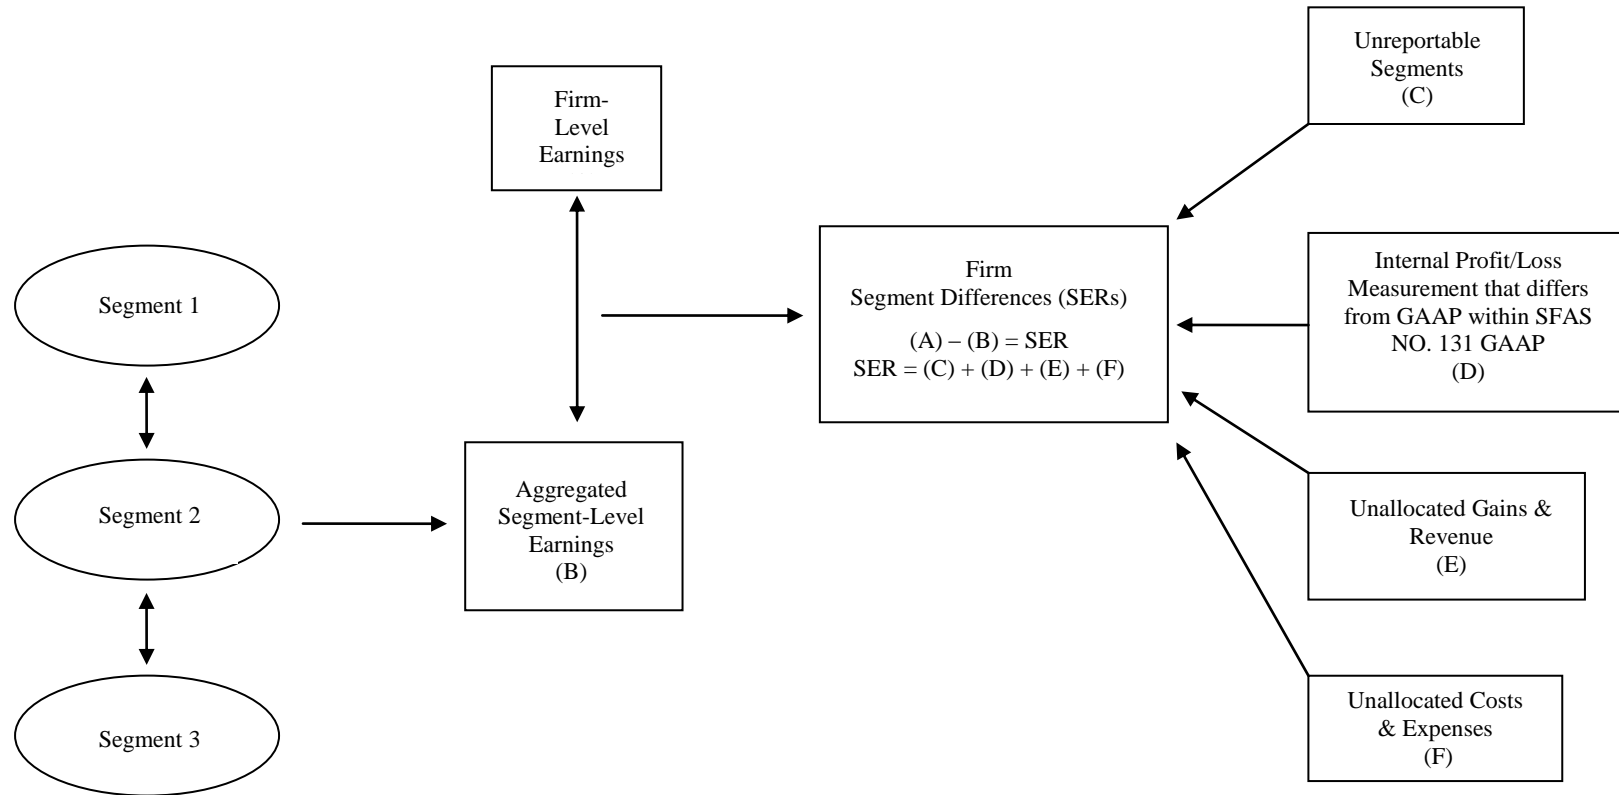 Segment 1
Segment 2
Segment 3
Firm-
Level
Earnings
Aggregated
Segment-Level
Earnings
(B)
Firm
Segment Differences (SERs)
(A) – (B) = SER
SER = (C) + (D) + (E) + (F)
Unreportable
Segments
(C)
Internal Profit/Loss
Measurement that differs
from GAAP within SFAS
NO. 131 GAAP
(D)
Unallocated Gains &
Revenue
(E)
Unallocated Costs
& Expenses
(F)